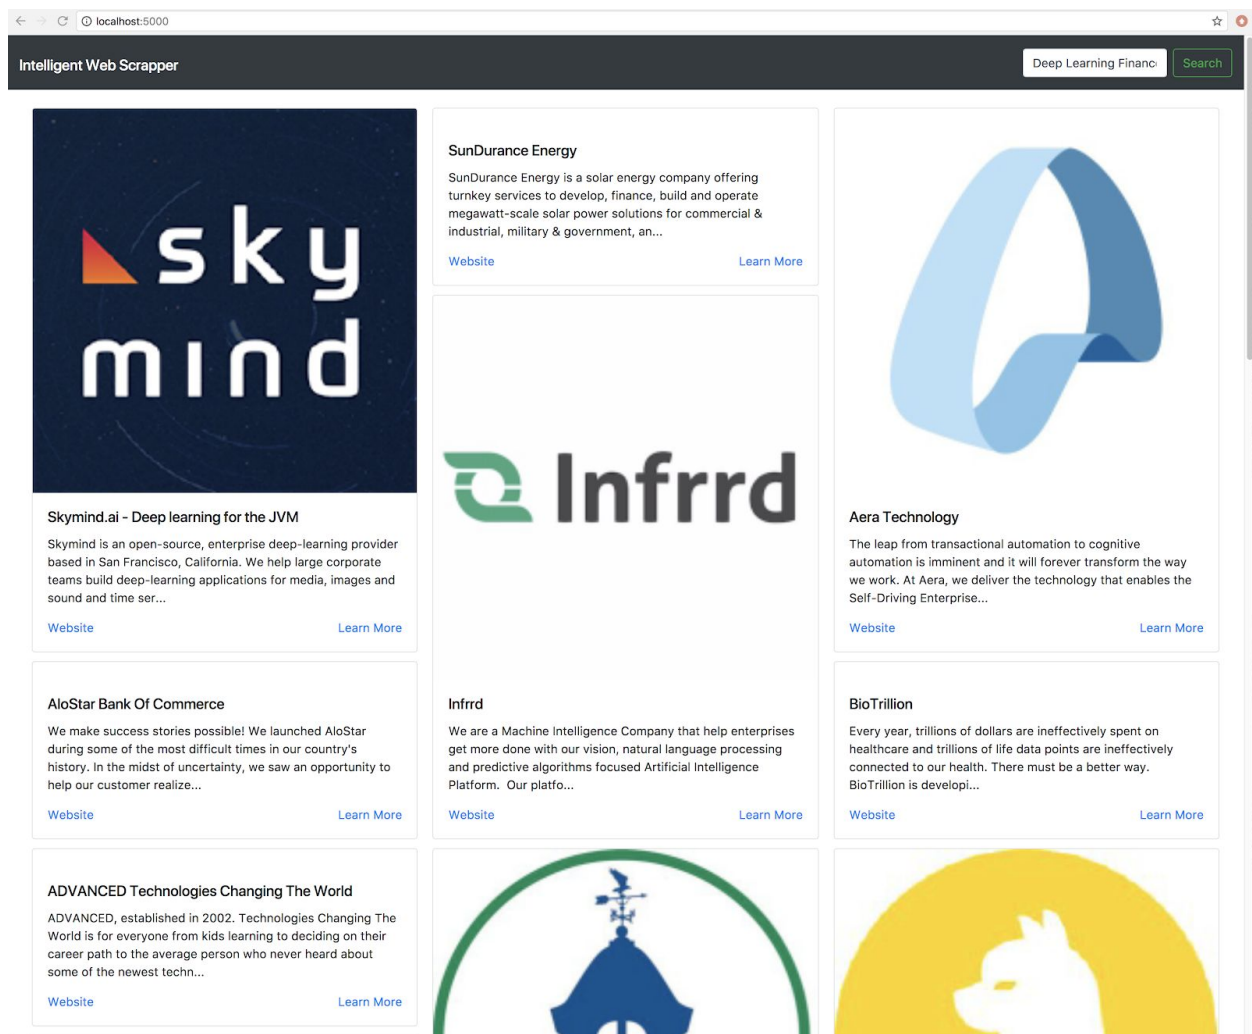 localhost:5000
Intelligent Web Scrapper
Deep Learning Financ
Search
sky
mind
Skymind.ai - Deep learning for the JVM
Skymind is an open-source, enterprise deep-learning provider
based in San Francisco, California. We help large corporate
teams build deep-learning applications for media, images and
sound and time ser...
Website
Learn More
AloStar Bank Of Commerce
We make success stories possible! We launched AloStar
during some of the most difficult times in our country's
history. In the midst of uncertainty, we saw an opportunity to
help our customer realize...
Website
Learn More
ADVANCED Technologies Changing The World
ADVANCED, established in 2002. Technologies Changing The
World is for everyone from kids learning to deciding on their
career path to the average person who never heard about
some of the newest techn...
Website
Learn More
SunDurance Energy
SunDurance Energy is a solar energy company offering
turnkey services to develop, finance, build and operate
megawatt-scale solar power solutions for commercial &
industrial, military & government, an...
Website
Learn More
Infrrd
Infrrd
We are a Machine Intelligence Company that help enterprises
get more done with our vision, natural language processing
and predictive algorithms focused Artificial Intelligence
Platform.  Our platfo...
Website
Learn More
Aera Technology
The leap from transactional automation to cognitive
automation is imminent and it will forever transform the way
we work. At Aera, we deliver the technology that enables the
Self-Driving Enterprise...
Website
Learn More
BioTrillion
Every year, trillions of dollars are ineffectively spent on
healthcare and trillions of life data points are ineffectively
connected to our health. There must be a better way.
BioTrillion is developi...
Website
Learn More